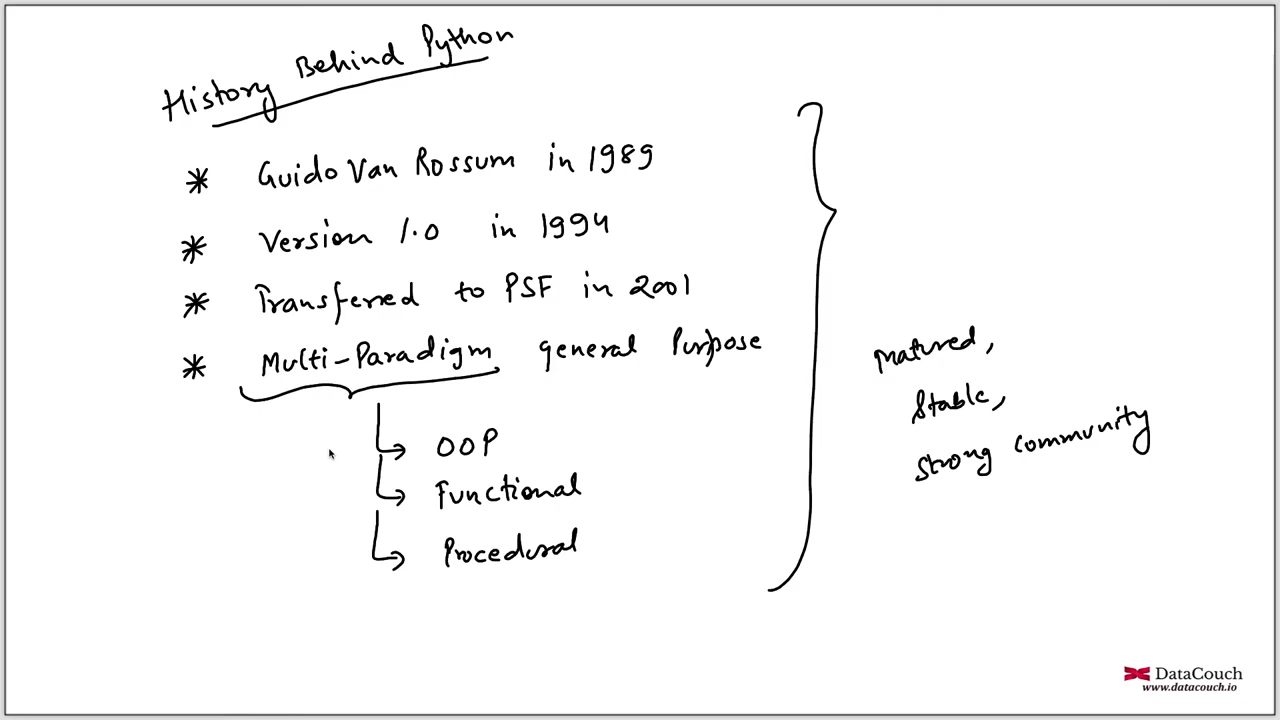 History Behind Python
* Guido Van Rossum in 1989
* Version 1.0 in 1994
* Transferred to PSF in 2001
* Multi-Paradigm general Purpose
OOP
Functional
Procedural
Matured,
Stable,
Strong community
DataCouch
www.datacouch.io